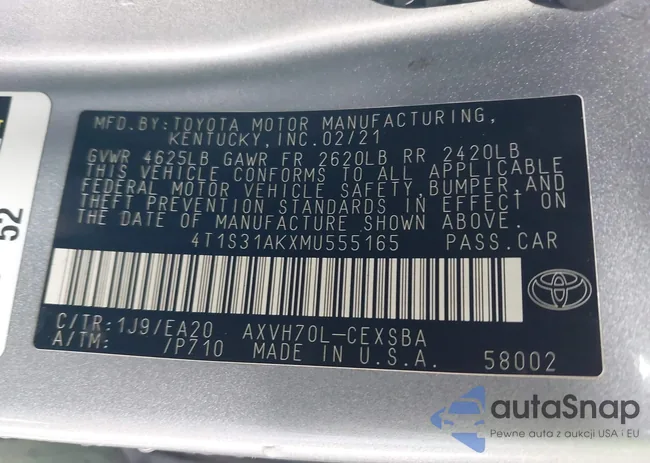 MFD.BY:TOYOTA MOTOR MANUFACTURING,
KENTUCKY, INC.02/21
GVWR 4625LB GAWR FR 2620LB RR 2420LB
THIS VEHICLE CONFORMS TO ALL APPLICABLE
FEDERAL MOTOR VEHICLE SAFETY, BUMPER, AND
THEFT PREVENTION STANDARDS IN EFFECT ON
THE DATE OF MANUFACTURE SHOWN ABOVE.
4T1S31AKXMU555165 PASS.CAR
C/TR:1J9/EA20 AXVH70L-CEXSBA
A/TM: /P710 MADE IN U.S.A. 58002
52
autoSnap
Pewne auta z aukcji USA i EU